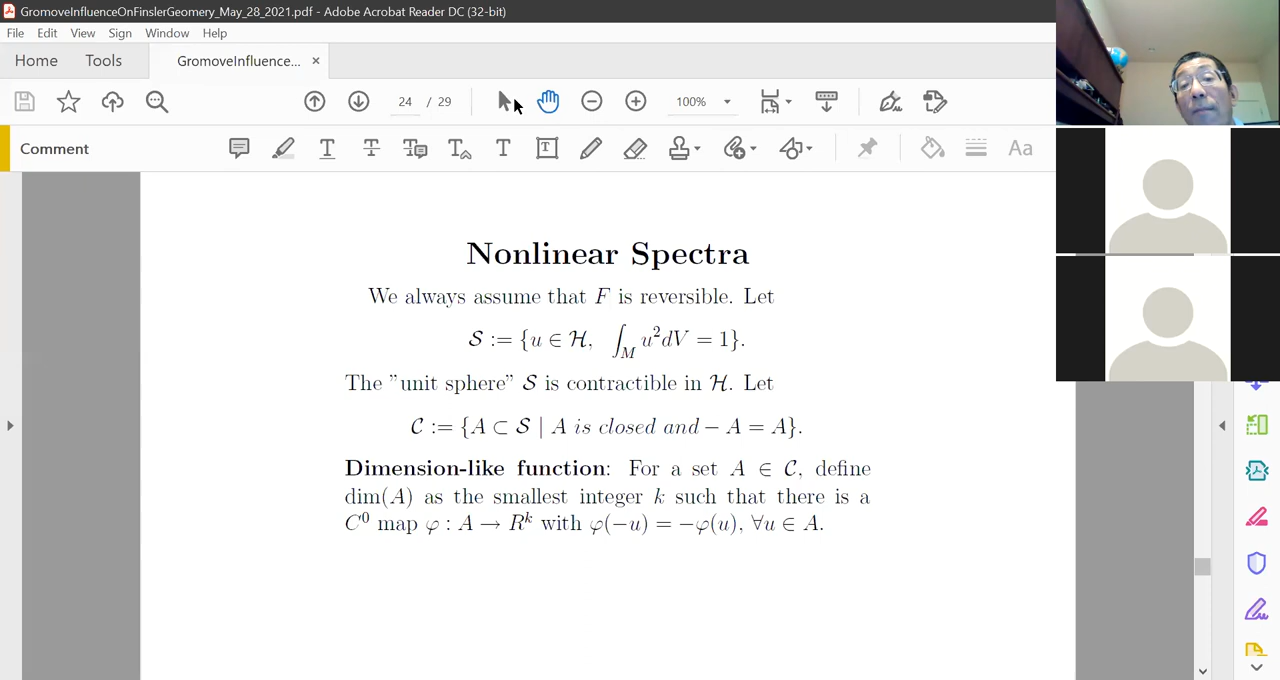 GromoveInfluenceOnFinslerGeomery_May_28_2021.pdf - Adobe Acrobat Reader DC (32-bit)
File Edit View Sign Window Help
Home Tools GromoveInfluence... ×
24 / 29 100%
Comment
Aa
Nonlinear Spectra
We always assume that F is reversible. Let
𝒮 := {u ∈ ℋ, ∫_M u²dV = 1}.
The ”unit sphere” 𝒮 is contractible in ℋ. Let
𝒞 := {A ⊂ 𝒮 | A is closed and − A = A}.
Dimension-like function: For a set A ∈ 𝒞, define
dim(A) as the smallest integer k such that there is a
C⁰ map φ : A → Rᵏ with φ(−u) = −φ(u), ∀u ∈ A.